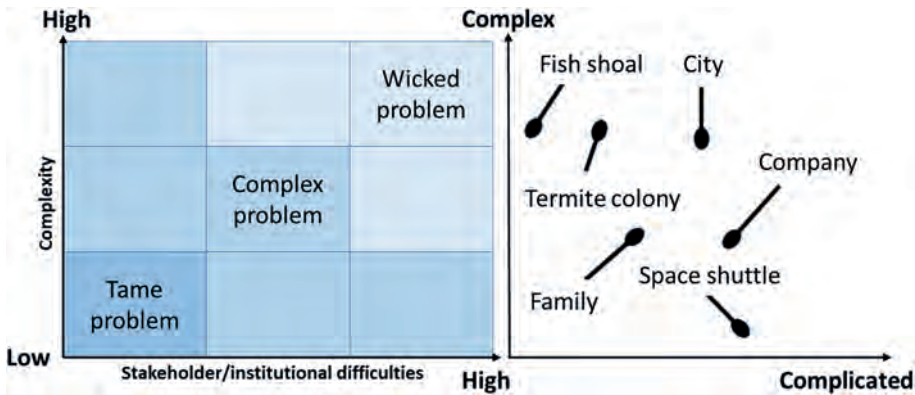 High
Complexity
Wicked
problem
Complex
problem
Tame
problem
Low
Stakeholder/institutional difficulties
High
Complex
Fish shoal
City
Company
Termite colony
Space shuttle
Family
Complicated